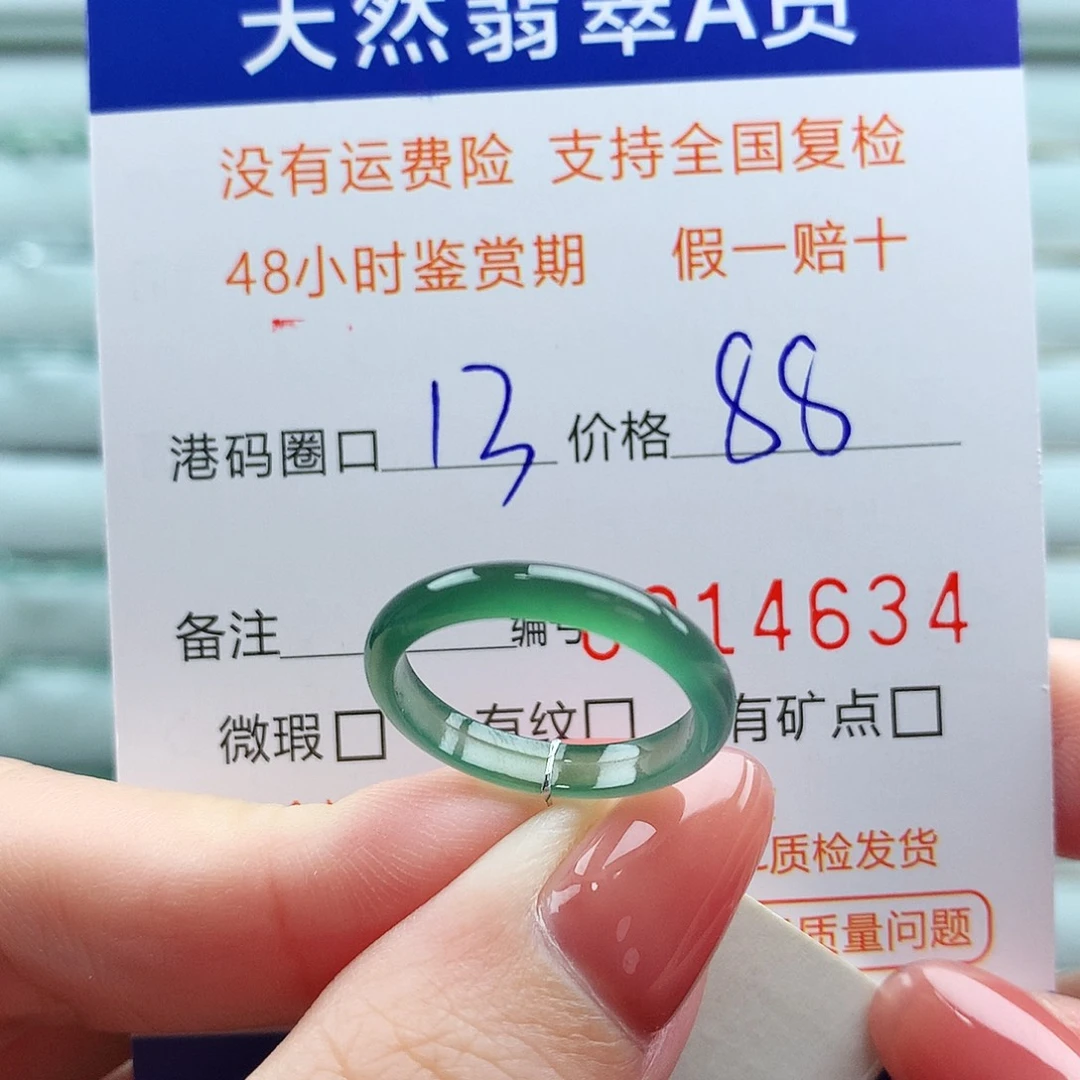 天然翡翠A货
没有运费险 支持全国复检
48小时鉴赏期 假一赔十
港码圈口 13 价格 88
备注 编号 14634
微瑕□ 有纹□ 有矿点□
质检发货
质量问题